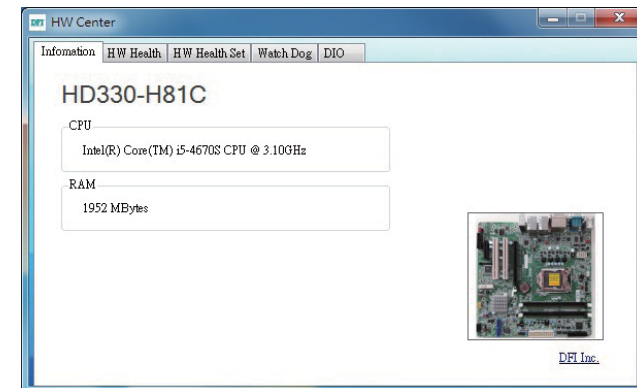 DFI HW Center
Infomation HW Health HW Health Set Watch Dog DIO
HD330-H81C
CPU
Intel(R) Core(TM) i5-4670S CPU @ 3.10GHz
RAM
1952 MBytes
DFI Inc.